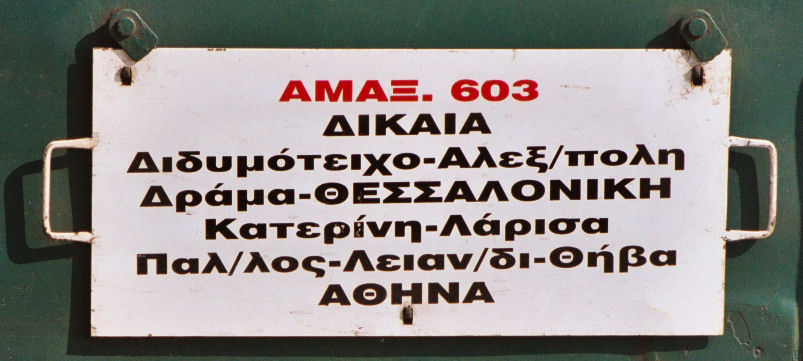 ΑΜΑΞ. 603
ΔΙΚΑΙΑ
Διδυμότειχο-Αλεξ/πολη
Δράμα-ΘΕΣΣΑΛΟΝΙΚΗ
Κατερίνη-Λάρισα
Παλ/λος-Λειαν/δι-Θήβα
ΑΘΗΝΑ